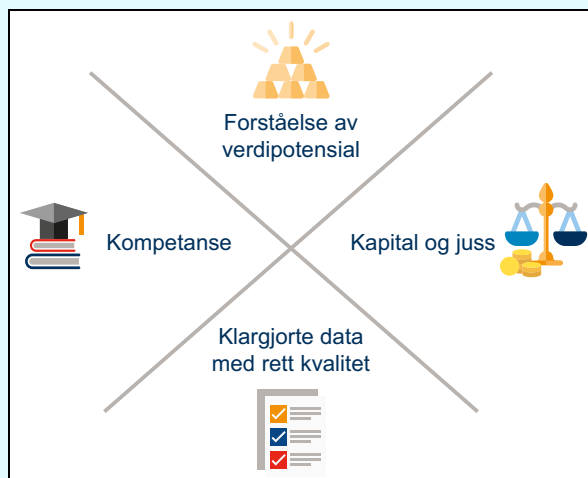 Forståelse av
verdipotensial
Kompetanse
Kapital og juss
Klargjorte data
med rett kvalitet